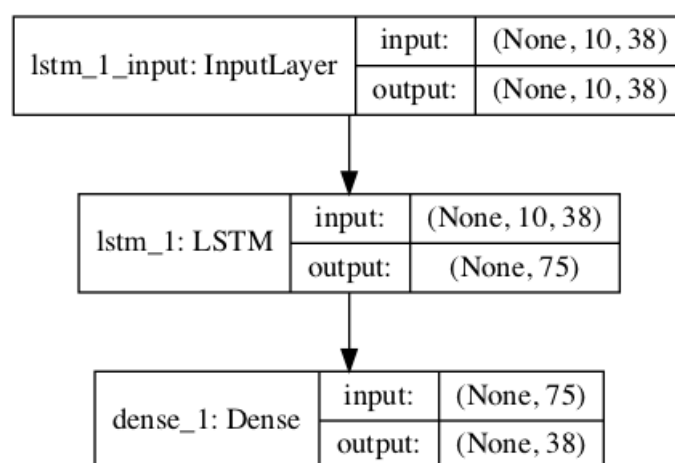 lstm_1_input: InputLayer
input: (None, 10, 38)
output: (None, 10, 38)
lstm_1: LSTM
input: (None, 10, 38)
output: (None, 75)
dense_1: Dense
input: (None, 75)
output: (None, 38)